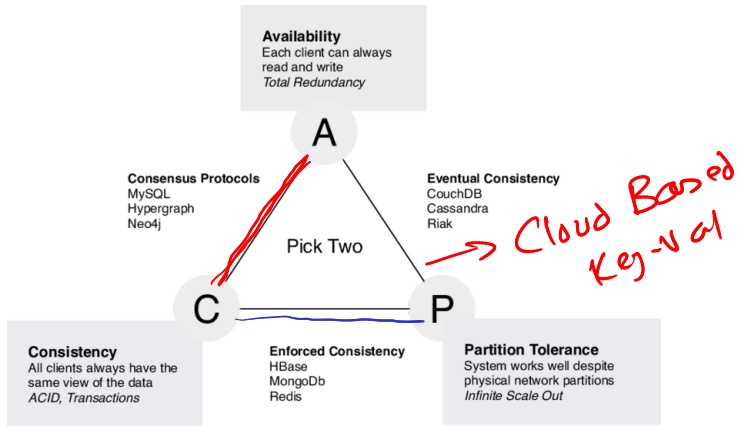 Availability
Each client can always
read and write
Total Redundancy
A
Consensus Protocols
MySQL
Hypergraph
Neo4j
Eventual Consistency
CouchDB
Cassandra
Riak
Cloud Based
Key-Val
Pick Two
C
P
Consistency
All clients always have the
same view of the data
ACID, Transactions
Enforced Consistency
HBase
MongoDb
Redis
Partition Tolerance
System works well despite
physical network partitions
Infinite Scale Out